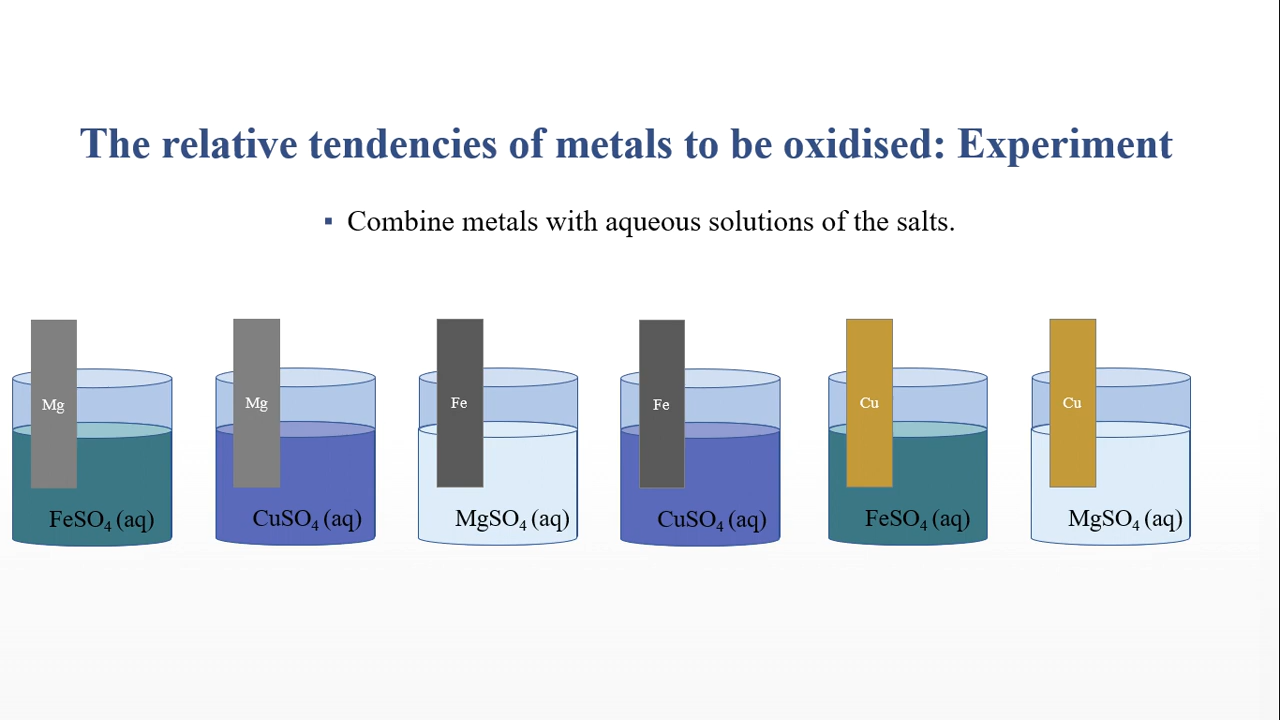 The relative tendencies of metals to be oxidised: Experiment
▪ Combine metals with aqueous solutions of the salts.
Mg
Mg
Fe
Fe
Cu
Cu
FeSO₄ (aq)
CuSO₄ (aq)
MgSO₄ (aq)
CuSO₄ (aq)
FeSO₄ (aq)
MgSO₄ (aq)